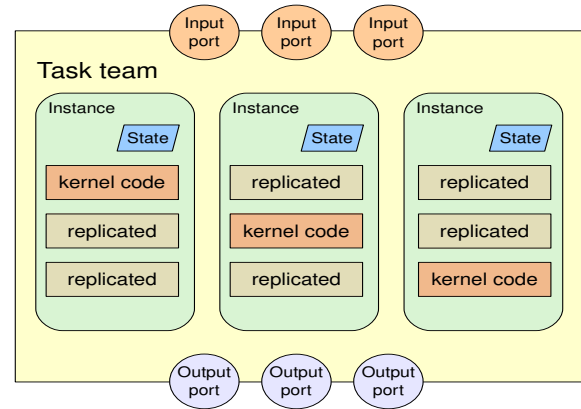 Input
port
Input
port
Input
port
Task team
Instance
State
kernel code
replicated
replicated
Instance
State
replicated
kernel code
replicated
Instance
State
replicated
replicated
kernel code
Output
port
Output
port
Output
port